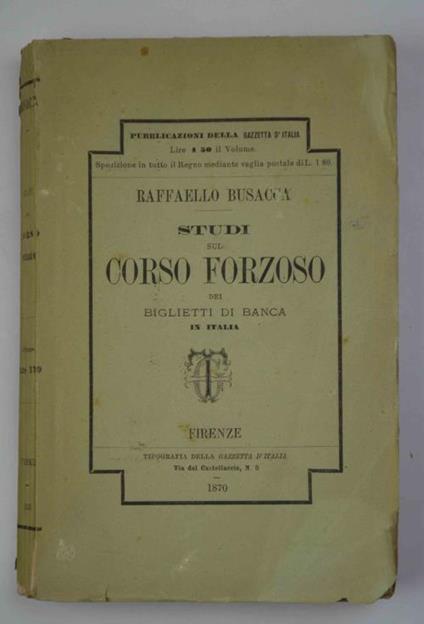 PUBBLICAZIONI DELLA GAZZETTA D'ITALIA
Lire 1 50 il Volume.
Spedizione in tutto il Regno mediante vaglia postale di L. 1 80.
RAFFAELLO BUSACCA
STUDI
SUL
CORSO FORZOSO
DEI
BIGLIETTI DI BANCA
IN ITALIA
FIRENZE
TIPOGRAFIA DELLA GAZZETTA D'ITALIA
Via del Castellaccio, N. 6
1870